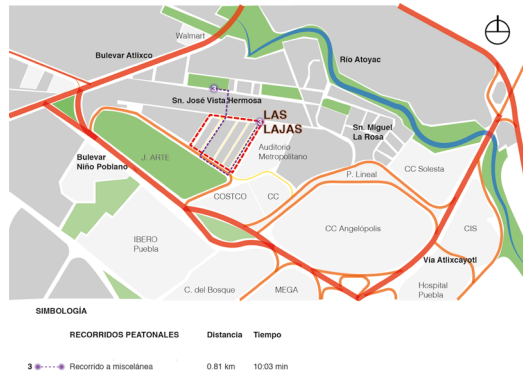 Walmart
Bulevar Atlixco
Río Atoyac
3
Sn. José Vista Hermosa
3
LAS
LAJAS
Sn. Miguel
La Rosa
Auditorio
Metropolitano
Bulevar
Niño Poblano
J. ARTE
P. Lineal
CC Solesta
COSTCO
CC
CC Angelópolis
CIS
IBERO
Puebla
Vía Atlixcayotl
C. del Bosque
MEGA
Hospital
Puebla
SIMBOLOGÍA
RECORRIDOS PEATONALES Distancia Tiempo
3 Recorrido a miscelánea 0.81 km 10:03 min